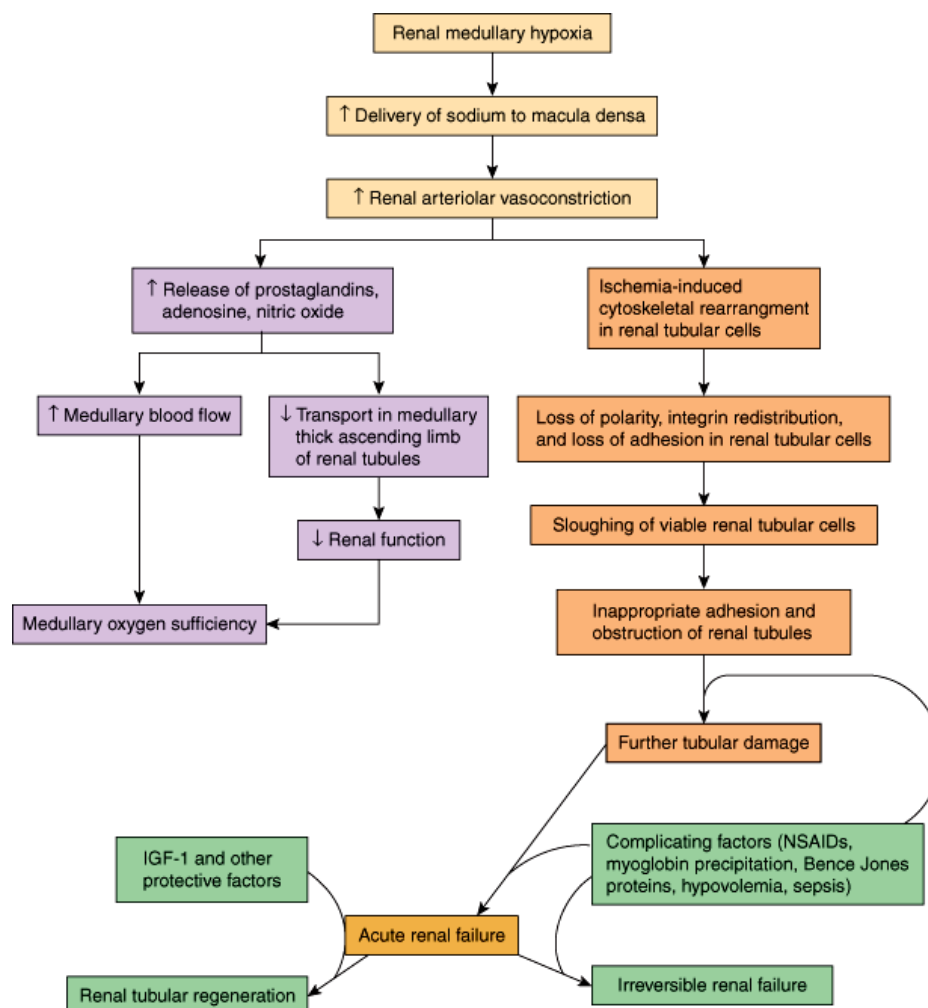 Renal medullary hypoxia
↑ Delivery of sodium to macula densa
↑ Renal arteriolar vasoconstriction
↑ Release of prostaglandins,
adenosine, nitric oxide
Ischemia-induced
cytoskeletal rearrangment
in renal tubular cells
↑ Medullary blood flow
↓ Transport in medullary
thick ascending limb
of renal tubules
Loss of polarity, integrin redistribution,
and loss of adhesion in renal tubular cells
↓ Renal function
Sloughing of viable renal tubular cells
Medullary oxygen sufficiency
Inappropriate adhesion and
obstruction of renal tubules
Further tubular damage
IGF-1 and other
protective factors
Complicating factors (NSAIDs,
myoglobin precipitation, Bence Jones
proteins, hypovolemia, sepsis)
Acute renal failure
Renal tubular regeneration
Irreversible renal failure